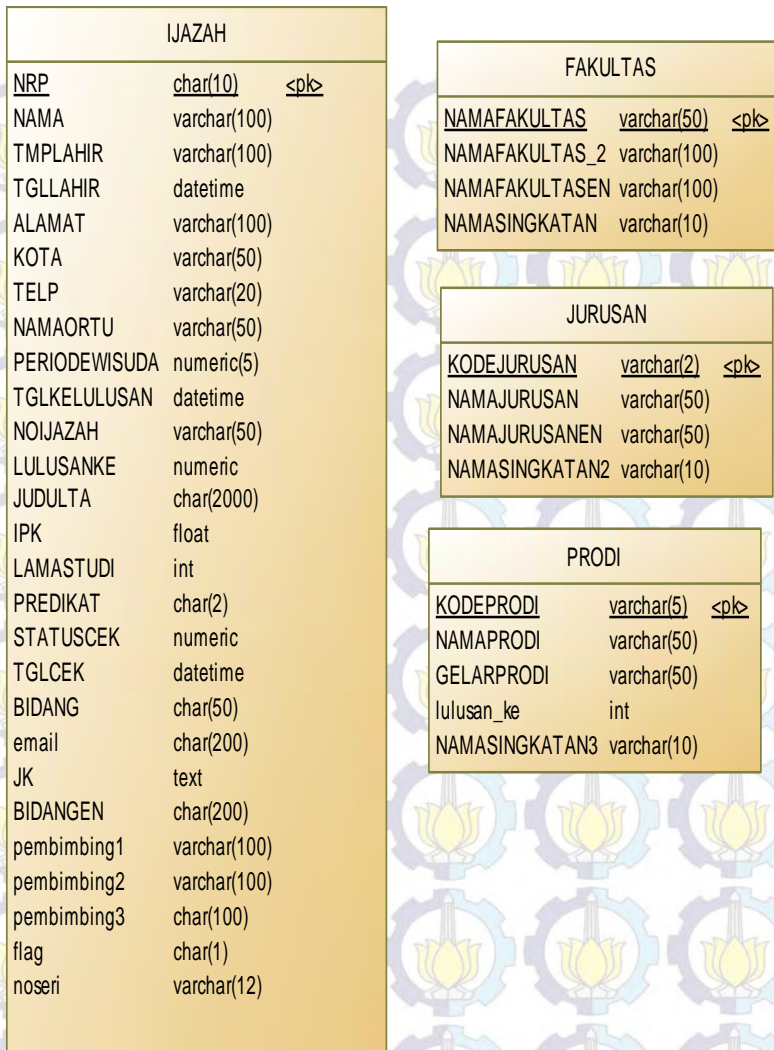 IJAZAH
NRP char(10) <pk>
NAMA varchar(100)
TMPLAHIR varchar(100)
TGLLAHIR datetime
ALAMAT varchar(100)
KOTA varchar(50)
TELP varchar(20)
NAMAORTU varchar(50)
PERIODEWISUDA numeric(5)
TGLKELULUSAN datetime
NOIJAZAH varchar(50)
LULUSANKE numeric
JUDULTA char(2000)
IPK float
LAMASTUDI int
PREDIKAT char(2)
STATUSCEK numeric
TGLCEK datetime
BIDANG char(50)
email char(200)
JK text
BIDANGEN char(200)
pembimbing1 varchar(100)
pembimbing2 varchar(100)
pembimbing3 char(100)
flag char(1)
noseri varchar(12)
FAKULTAS
NAMAFAKULTAS varchar(50) <pk>
NAMAFAKULTAS_2 varchar(100)
NAMAFAKULTASEN varchar(100)
NAMASINGKATAN varchar(10)
JURUSAN
KODEJURUSAN varchar(2) <pk>
NAMAJURUSAN varchar(50)
NAMAJURUSANEN varchar(50)
NAMASINGKATAN2 varchar(10)
PRODI
KODEPRODI varchar(5) <pk>
NAMAPRODI varchar(50)
GELARPRODI varchar(50)
lulusan_ke int
NAMASINGKATAN3 varchar(10)